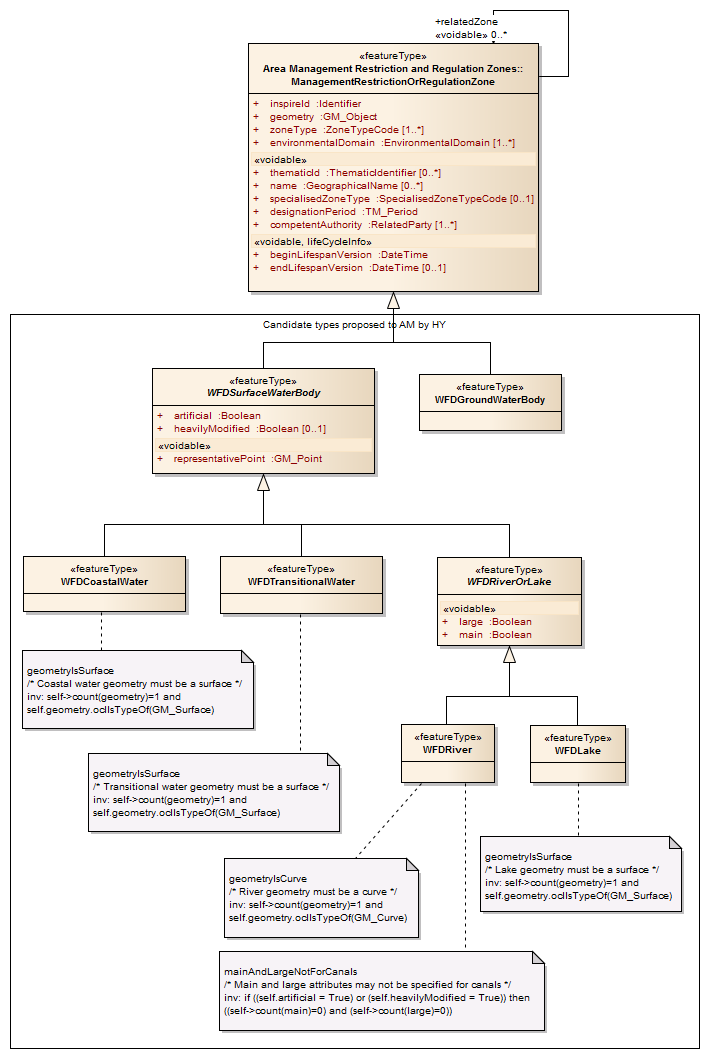 +relatedZone
«voidable» 0..*
«featureType»
Area Management Restriction and Regulation Zones::
ManagementRestrictionOrRegulationZone
+ inspireId :Identifier
+ geometry :GM_Object
+ zoneType :ZoneTypeCode [1..*]
+ environmentalDomain :EnvironmentalDomain [1..*]
«voidable»
+ thematicId :ThematicIdentifier [0..*]
+ name :GeographicalName [0..*]
+ specialisedZoneType :SpecialisedZoneTypeCode [0..1]
+ designationPeriod :TM_Period
+ competentAuthority :RelatedParty [1..*]
«voidable, lifeCycleInfo»
+ beginLifespanVersion :DateTime
+ endLifespanVersion :DateTime [0..1]
Candidate types proposed to AM by HY
«featureType»
WFDSurfaceWaterBody
+ artificial :Boolean
+ heavilyModified :Boolean [0..1]
«voidable»
+ representativePoint :GM_Point
«featureType»
WFDGroundWaterBody
«featureType»
WFDCoastalWater
«featureType»
WFDTransitionalWater
«featureType»
WFDRiverOrLake
«voidable»
+ large :Boolean
+ main :Boolean
geometryIsSurface
/* Coastal water geometry must be a surface */
inv: self->count(geometry)=1 and
self.geometry.oclIsTypeOf(GM_Surface)
«featureType»
WFDRiver
«featureType»
WFDLake
geometryIsSurface
/* Transitional water geometry must be a surface */
inv: self->count(geometry)=1 and
self.geometry.oclIsTypeOf(GM_Surface)
geometryIsCurve
/* River geometry must be a curve */
inv: self->count(geometry)=1 and
self.geometry.oclIsTypeOf(GM_Curve)
geometryIsSurface
/* Lake geometry must be a surface */
inv: self->count(geometry)=1 and
self.geometry.oclIsTypeOf(GM_Surface)
mainAndLargeNotForCanals
/* Main and large attributes may not be specified for canals */
inv: if ((self.artificial = True) or (self.heavilyModified = True)) then
((self->count(main)=0) and (self->count(large)=0))